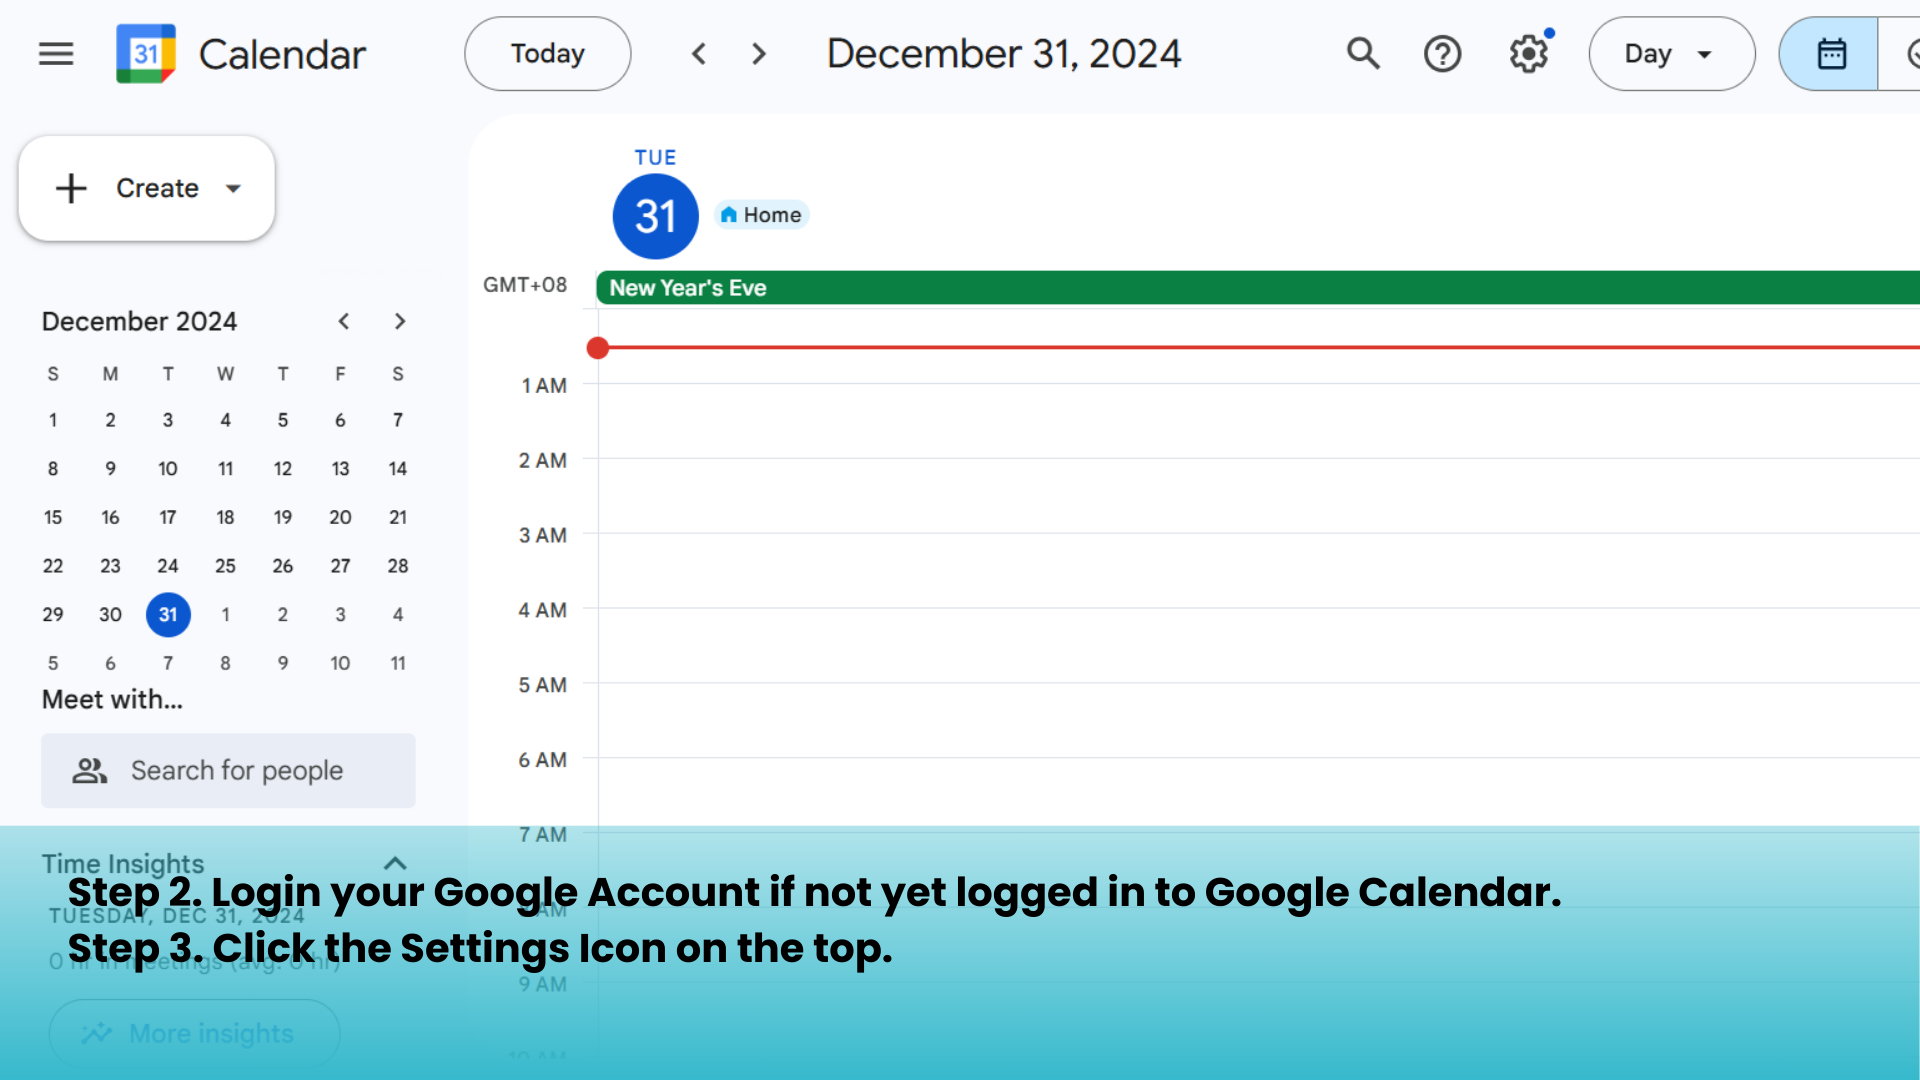 31 Calendar Today December 31, 2024 Day
Create
TUE
31 Home
GMT+08 New Year's Eve
December 2024
S M T W T F S
1 2 3 4 5 6 7
8 9 10 11 12 13 14
15 16 17 18 19 20 21
22 23 24 25 26 27 28
29 30 31 1 2 3 4
5 6 7 8 9 10 11
Meet with...
Search for people
Time Insights
TUESDAY, DEC 31, 2024
0 hr in meetings (avg: 0 hr)
More insights
1 AM
2 AM
3 AM
4 AM
5 AM
6 AM
7 AM
AM
9 AM
10 AM
Step 2. Login your Google Account if not yet logged in to Google Calendar.
Step 3. Click the Settings Icon on the top.